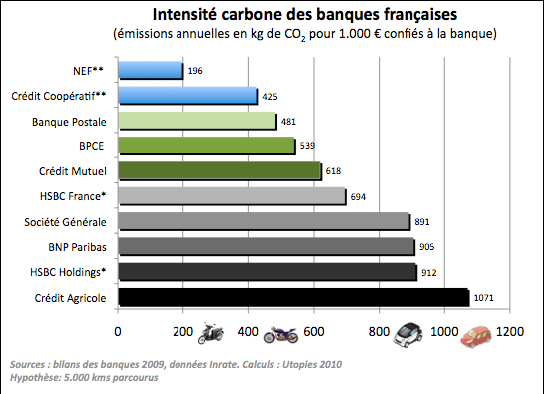 Intensité carbone des banques françaises
(émissions annuelles en kg de CO₂ pour 1.000 € confiés à la banque)
NEF** 196
Crédit Coopératif** 425
Banque Postale 481
BPCE 539
Crédit Mutuel 618
HSBC France* 694
Société Générale 891
BNP Paribas 905
HSBC Holdings* 912
Crédit Agricole 1071
0 200 400 600 800 1000 1200
Sources : bilans des banques 2009, données Inrate. Calculs : Utopies 2010
Hypothèse: 5.000 kms parcourus